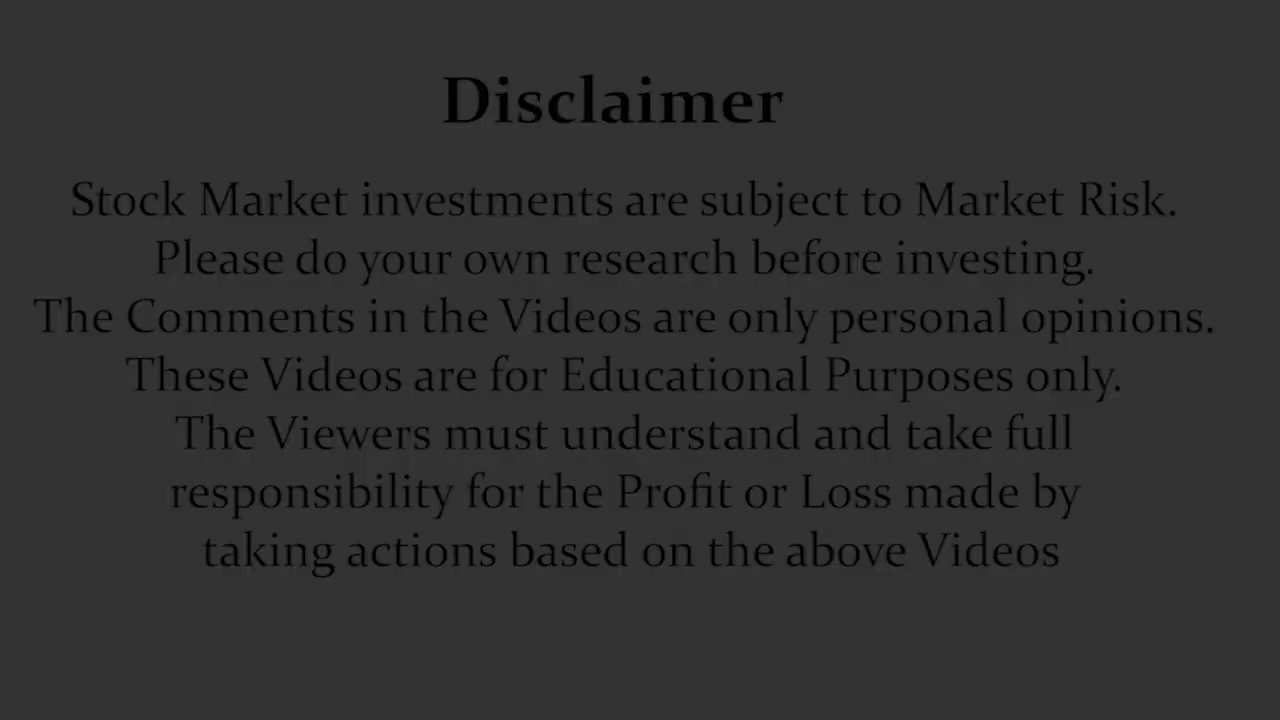 Disclaimer
Stock Market investments are subject to Market Risk.
Please do your own research before investing.
The Comments in the Videos are only personal opinions.
These Videos are for Educational Purposes only.
The Viewers must understand and take full
responsibility for the Profit or Loss made by
taking actions based on the above Videos